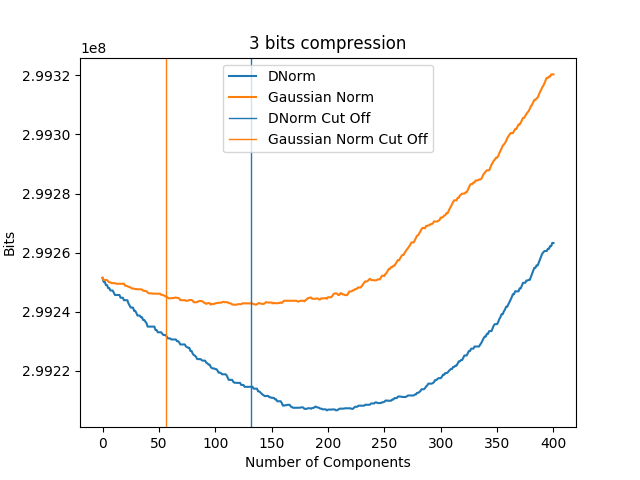 3 bits compression
1e8
2.9932
2.9930
2.9928
2.9926
2.9924
2.9922
Bits
DNorm
Gaussian Norm
DNorm Cut Off
Gaussian Norm Cut Off
0 50 100 150 200 250 300 350 400
Number of Components